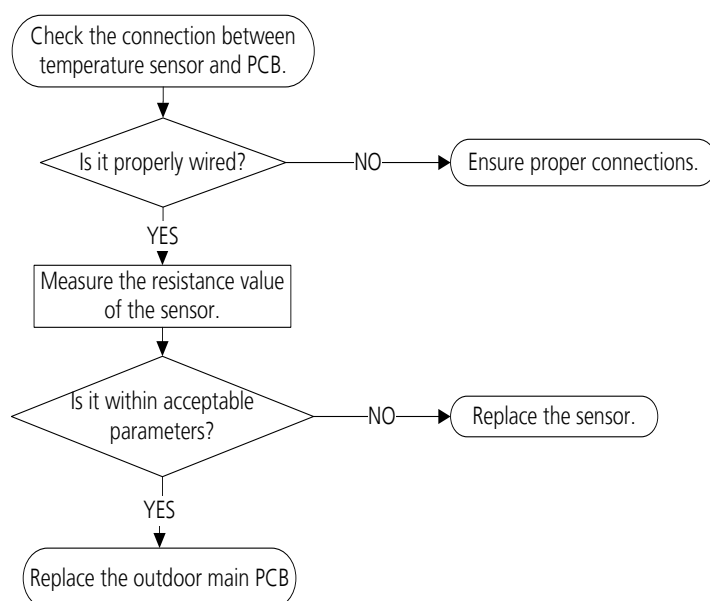 Check the connection between
temperature sensor and PCB.
Is it properly wired?
NO
Ensure proper connections.
YES
Measure the resistance value
of the sensor.
Is it within acceptable
parameters?
NO
Replace the sensor.
YES
Replace the outdoor main PCB